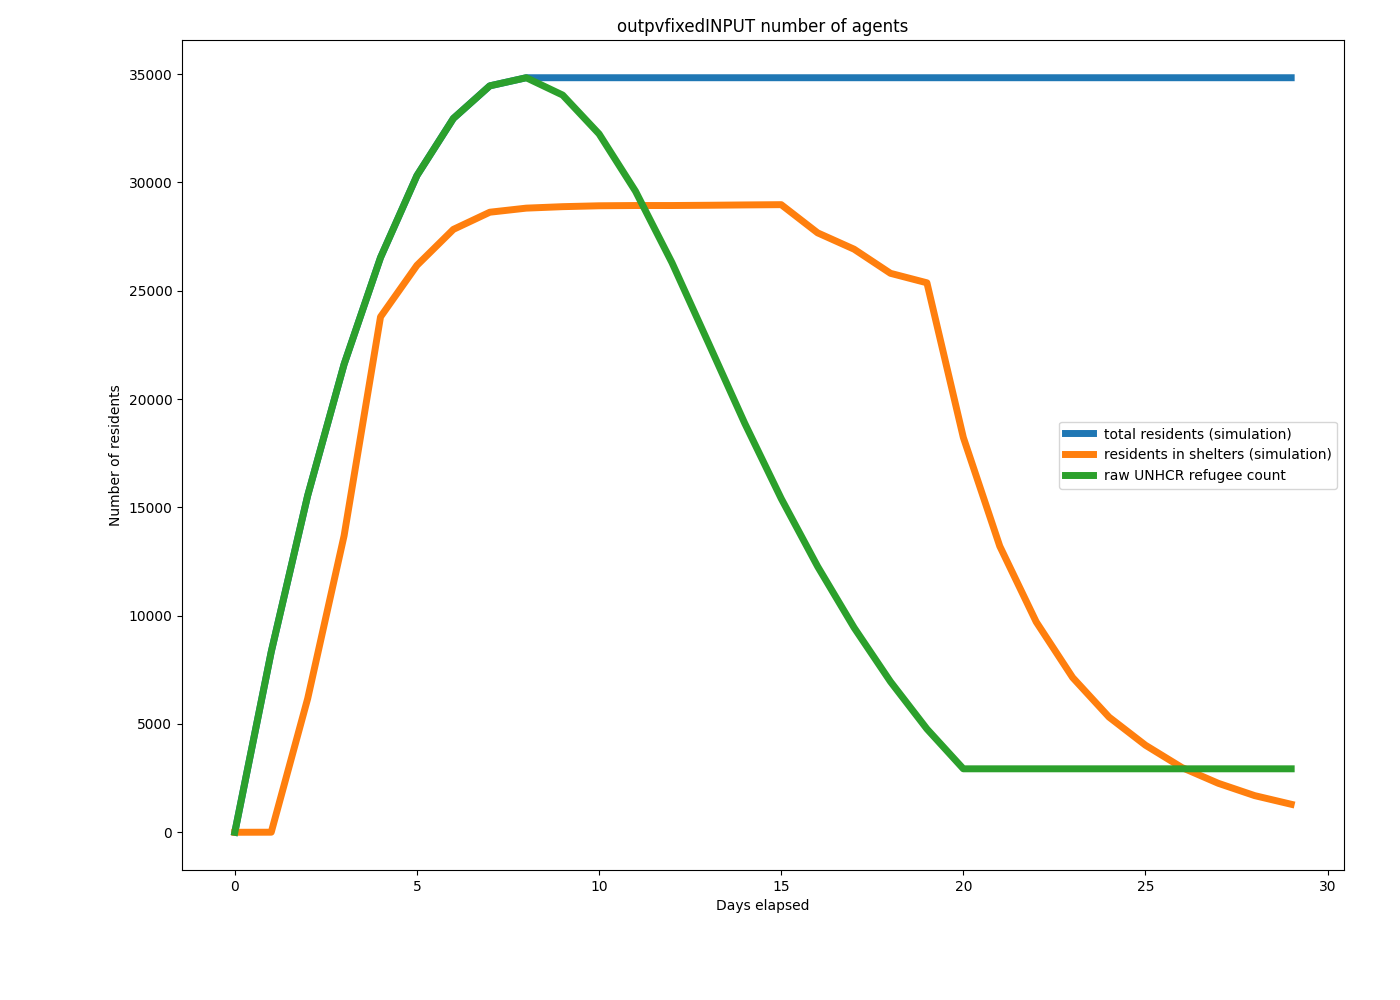 outpvfixedINPUT number of agents
35000
30000
25000
20000
15000
10000
5000
0
Number of residents
total residents (simulation)
residents in shelters (simulation)
raw UNHCR refugee count
0 5 10 15 20 25 30
Days elapsed